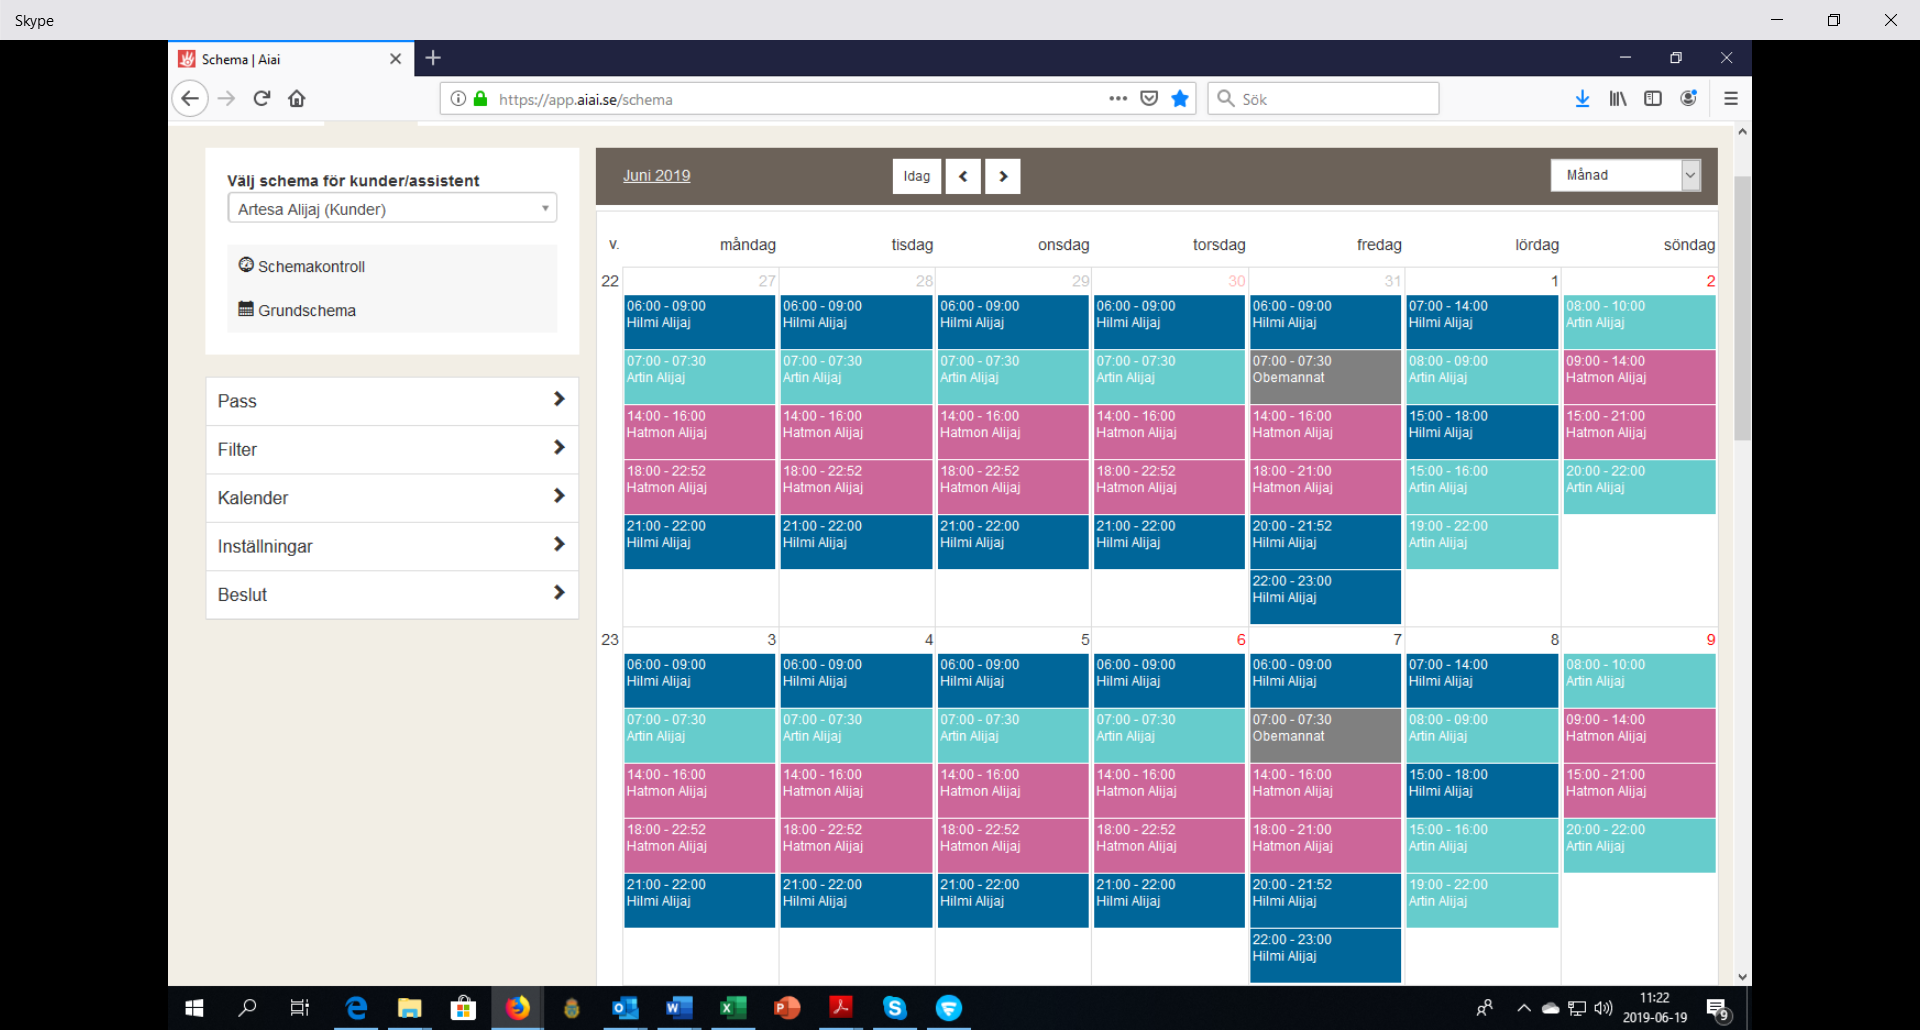 Skype
Schema | Aiai
https://app.aiai.se/schema
Sök
Välj schema för kunder/assistent
Artesa Alijaj (Kunder)
Schemakontroll
Grundschema
Pass
Filter
Kalender
Inställningar
Beslut
Juni 2019
Idag
Månad
v. måndag tisdag onsdag torsdag fredag lördag söndag
22 27 28 29 30 31 1 2
06:00 - 09:00 06:00 - 09:00 06:00 - 09:00 06:00 - 09:00 06:00 - 09:00 07:00 - 14:00 08:00 - 10:00
Hilmi Alijaj Hilmi Alijaj Hilmi Alijaj Hilmi Alijaj Hilmi Alijaj Hilmi Alijaj Artin Alijaj
07:00 - 07:30 07:00 - 07:30 07:00 - 07:30 07:00 - 07:30 07:00 - 07:30 08:00 - 09:00 09:00 - 14:00
Artin Alijaj Artin Alijaj Artin Alijaj Artin Alijaj Obemannat Artin Alijaj Hatmon Alijaj
14:00 - 16:00 14:00 - 16:00 14:00 - 16:00 14:00 - 16:00 14:00 - 16:00 15:00 - 18:00 15:00 - 21:00
Hatmon Alijaj Hatmon Alijaj Hatmon Alijaj Hatmon Alijaj Hatmon Alijaj Hilmi Alijaj Hatmon Alijaj
18:00 - 22:52 18:00 - 22:52 18:00 - 22:52 18:00 - 22:52 18:00 - 21:00 15:00 - 16:00 20:00 - 22:00
Hatmon Alijaj Hatmon Alijaj Hatmon Alijaj Hatmon Alijaj Hatmon Alijaj Artin Alijaj Artin Alijaj
21:00 - 22:00 21:00 - 22:00 21:00 - 22:00 21:00 - 22:00 20:00 - 21:52 19:00 - 22:00
Hilmi Alijaj Hilmi Alijaj Hilmi Alijaj Hilmi Alijaj Hilmi Alijaj Artin Alijaj
22:00 - 23:00
Hilmi Alijaj
23 3 4 5 6 7 8 9
06:00 - 09:00 06:00 - 09:00 06:00 - 09:00 06:00 - 09:00 06:00 - 09:00 07:00 - 14:00 08:00 - 10:00
Hilmi Alijaj Hilmi Alijaj Hilmi Alijaj Hilmi Alijaj Hilmi Alijaj Hilmi Alijaj Artin Alijaj
07:00 - 07:30 07:00 - 07:30 07:00 - 07:30 07:00 - 07:30 07:00 - 07:30 08:00 - 09:00 09:00 - 14:00
Artin Alijaj Artin Alijaj Artin Alijaj Artin Alijaj Obemannat Artin Alijaj Hatmon Alijaj
14:00 - 16:00 14:00 - 16:00 14:00 - 16:00 14:00 - 16:00 14:00 - 16:00 15:00 - 18:00 15:00 - 21:00
Hatmon Alijaj Hatmon Alijaj Hatmon Alijaj Hatmon Alijaj Hatmon Alijaj Hilmi Alijaj Hatmon Alijaj
18:00 - 22:52 18:00 - 22:52 18:00 - 22:52 18:00 - 22:52 18:00 - 21:00 15:00 - 16:00 20:00 - 22:00
Hatmon Alijaj Hatmon Alijaj Hatmon Alijaj Hatmon Alijaj Hatmon Alijaj Artin Alijaj Artin Alijaj
21:00 - 22:00 21:00 - 22:00 21:00 - 22:00 21:00 - 22:00 20:00 - 21:52 19:00 - 22:00
Hilmi Alijaj Hilmi Alijaj Hilmi Alijaj Hilmi Alijaj Hilmi Alijaj Artin Alijaj
22:00 - 23:00
Hilmi Alijaj
11:22
2019-06-19
9